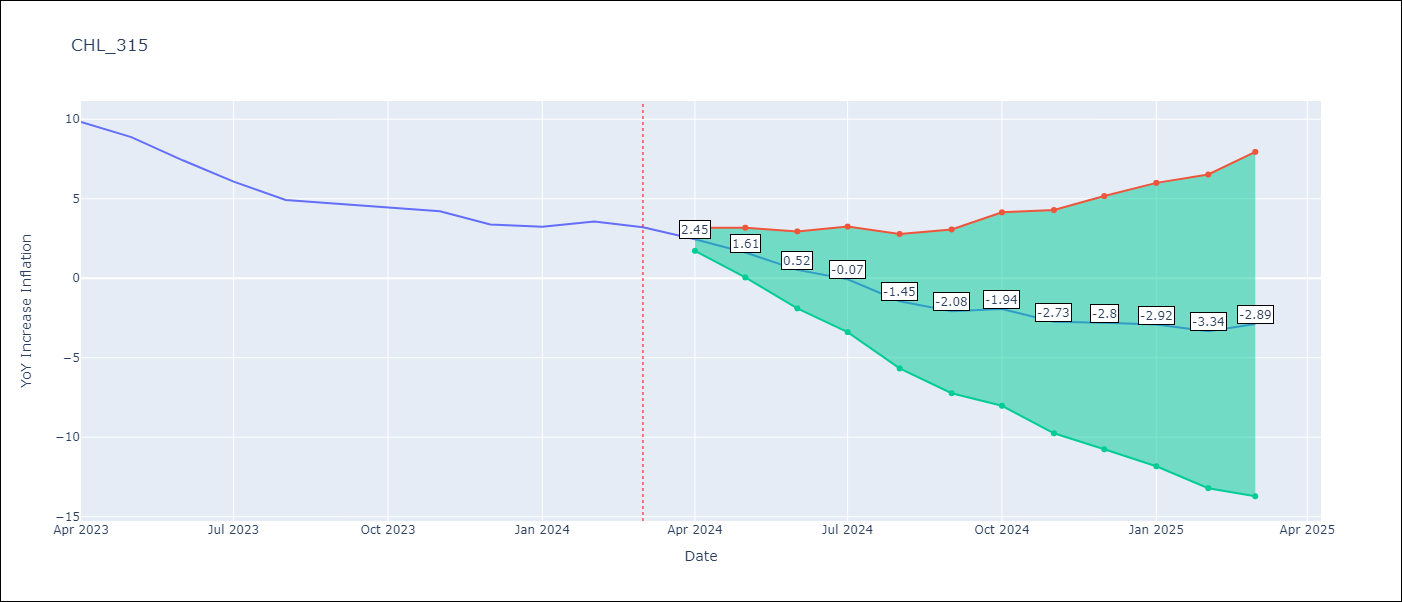 CHL_315
10
5
0
−5
−10
−15
YoY Increase Inflation
2.45
1.61
0.52
-0.07
-1.45
-2.08
-1.94
-2.73
-2.8
-2.92
-3.34
-2.89
Apr 2023
Jul 2023
Oct 2023
Jan 2024
Apr 2024
Jul 2024
Oct 2024
Jan 2025
Apr 2025
Date